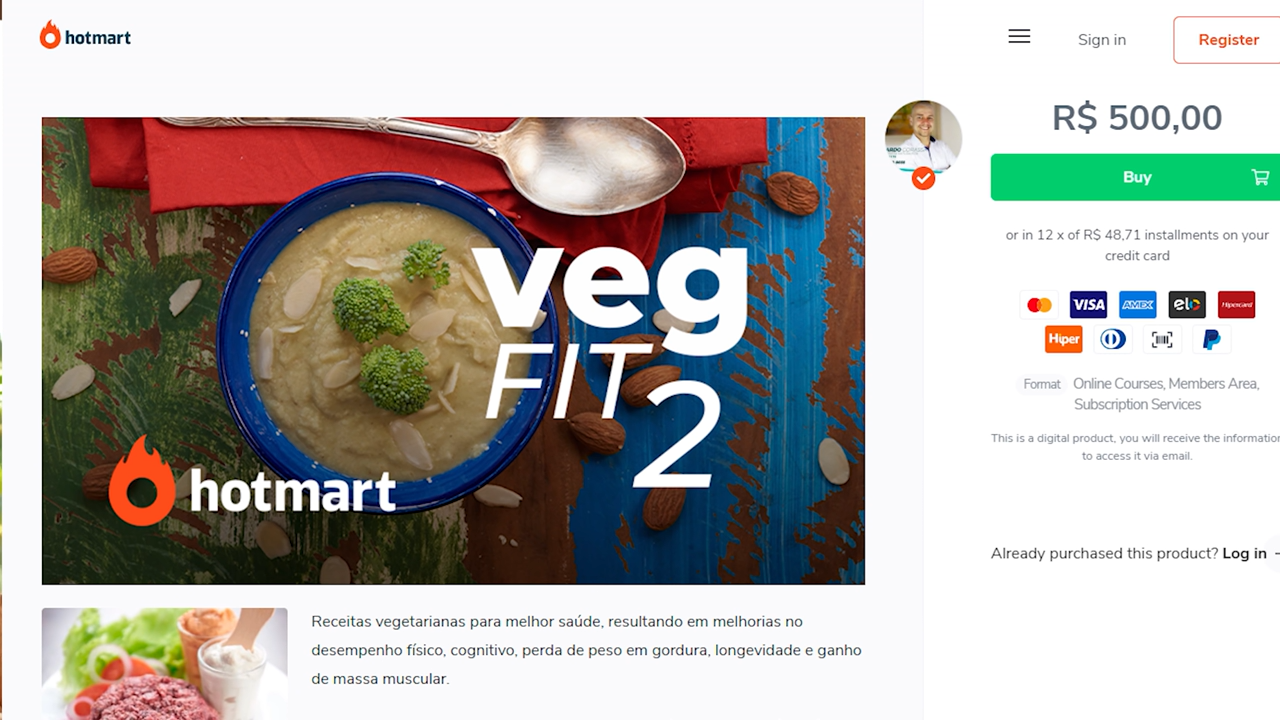 hotmart
Sign in
Register
R$ 500,00
Buy
or in 12 x of R$ 48,71 installments on your
credit card
VISA
AMEX
elo
Hipercard
Hiper
Format
Online Courses, Members Area,
Subscription Services
This is a digital product, you will receive the information
to access it via email.
Already purchased this product? Log in
veg
FIT
2
hotmart
Receitas vegetarianas para melhor saúde, resultando em melhorias no
desempenho físico, cognitivo, perda de peso em gordura, longevidade e ganho
de massa muscular.